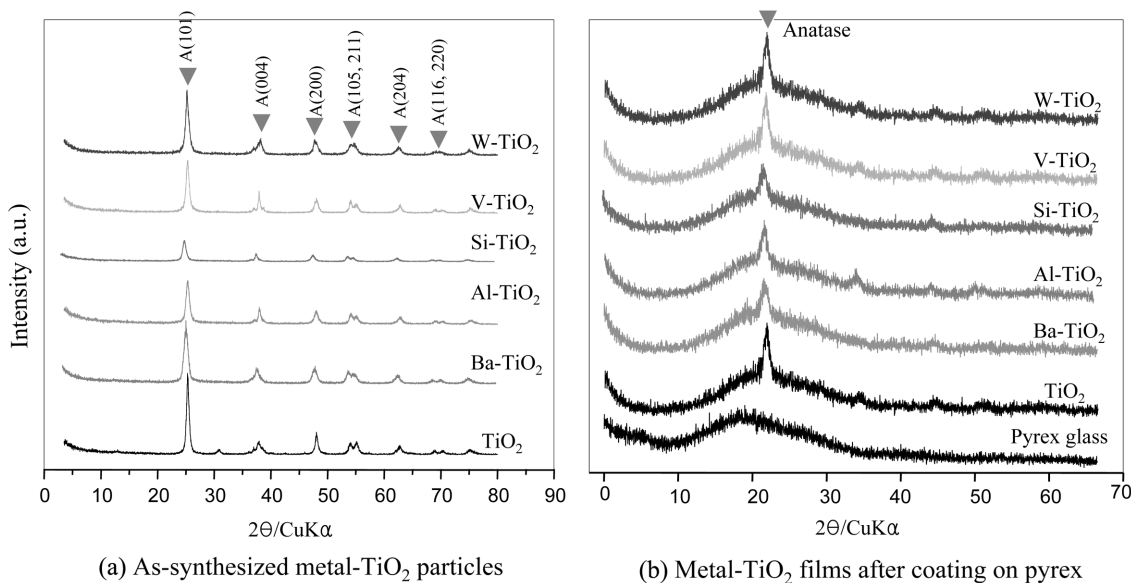 A(101)
A(004)
A(200)
A(105, 211)
A(204)
A(116, 220)
W-TiO₂
V-TiO₂
Si-TiO₂
Al-TiO₂
Ba-TiO₂
TiO₂
Intensity (a.u.)
0 10 20 30 40 50 60 70 80 90
2Θ/CuKα
(a) As-synthesized metal-TiO₂ particles
Anatase
W-TiO₂
V-TiO₂
Si-TiO₂
Al-TiO₂
Ba-TiO₂
TiO₂
Pyrex glass
0 10 20 30 40 50 60 70
2Θ/CuKα
(b) Metal-TiO₂ films after coating on pyrex